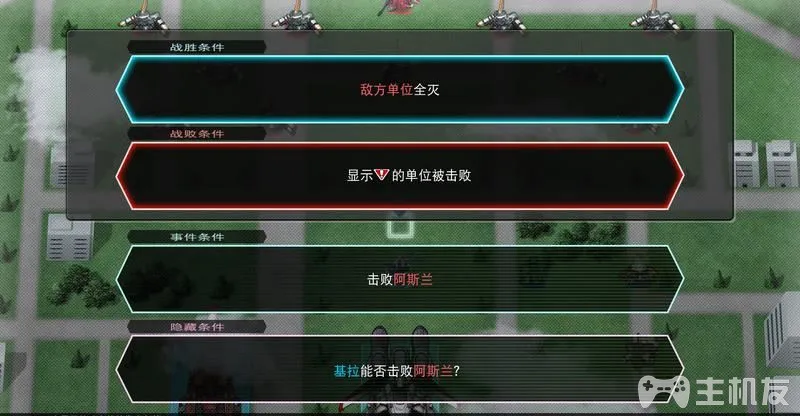 战胜条件
敌方单位全灭
战败条件
显示!的单位被击败
事件条件
击败阿斯兰
隐藏条件
基拉能否击败阿斯兰?
主机友